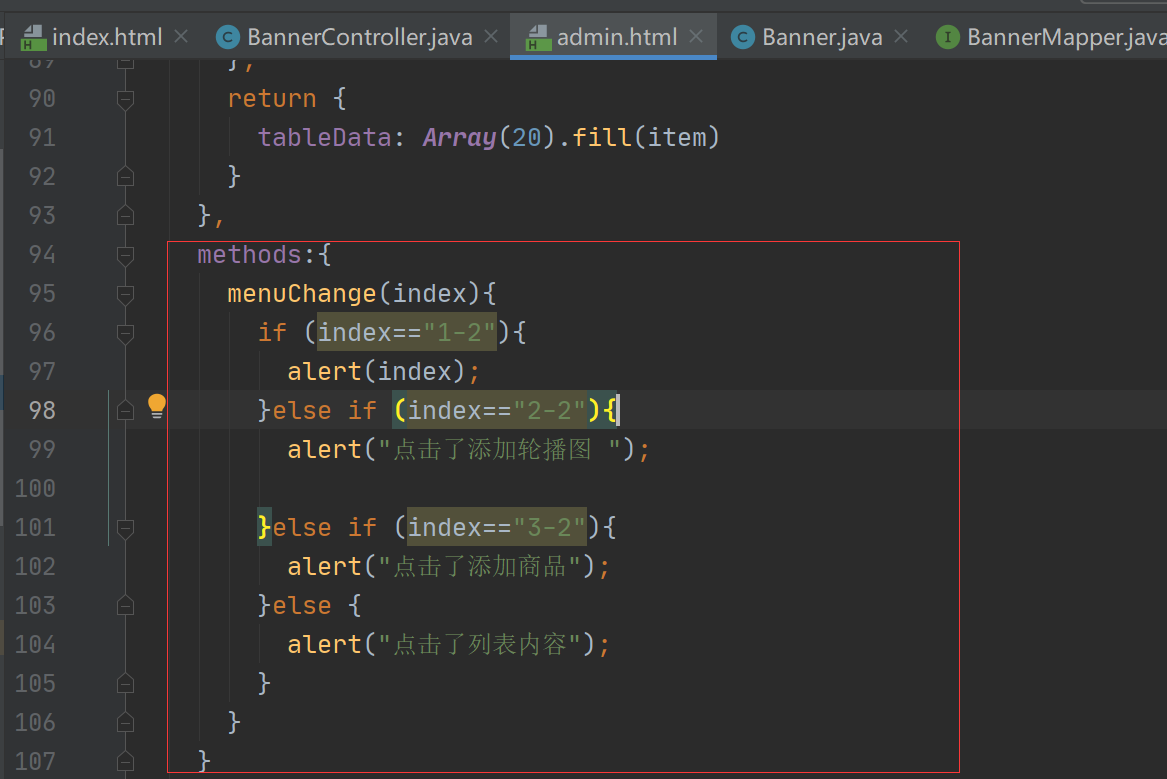 index.html BannerController.java admin.html Banner.java BannerMapper.java
89 },
90 return {
91 tableData: Array(20).fill(item)
92 }
93 },
94 methods:{
95 menuChange(index){
96 if (index=="1-2"){
97 alert(index);
98 }else if (index=="2-2"){
99 alert("点击了添加轮播图 ");
100
101 }else if (index=="3-2"){
102 alert("点击了添加商品");
103 }else {
104 alert("点击了列表内容");
105 }
106 }
107 }